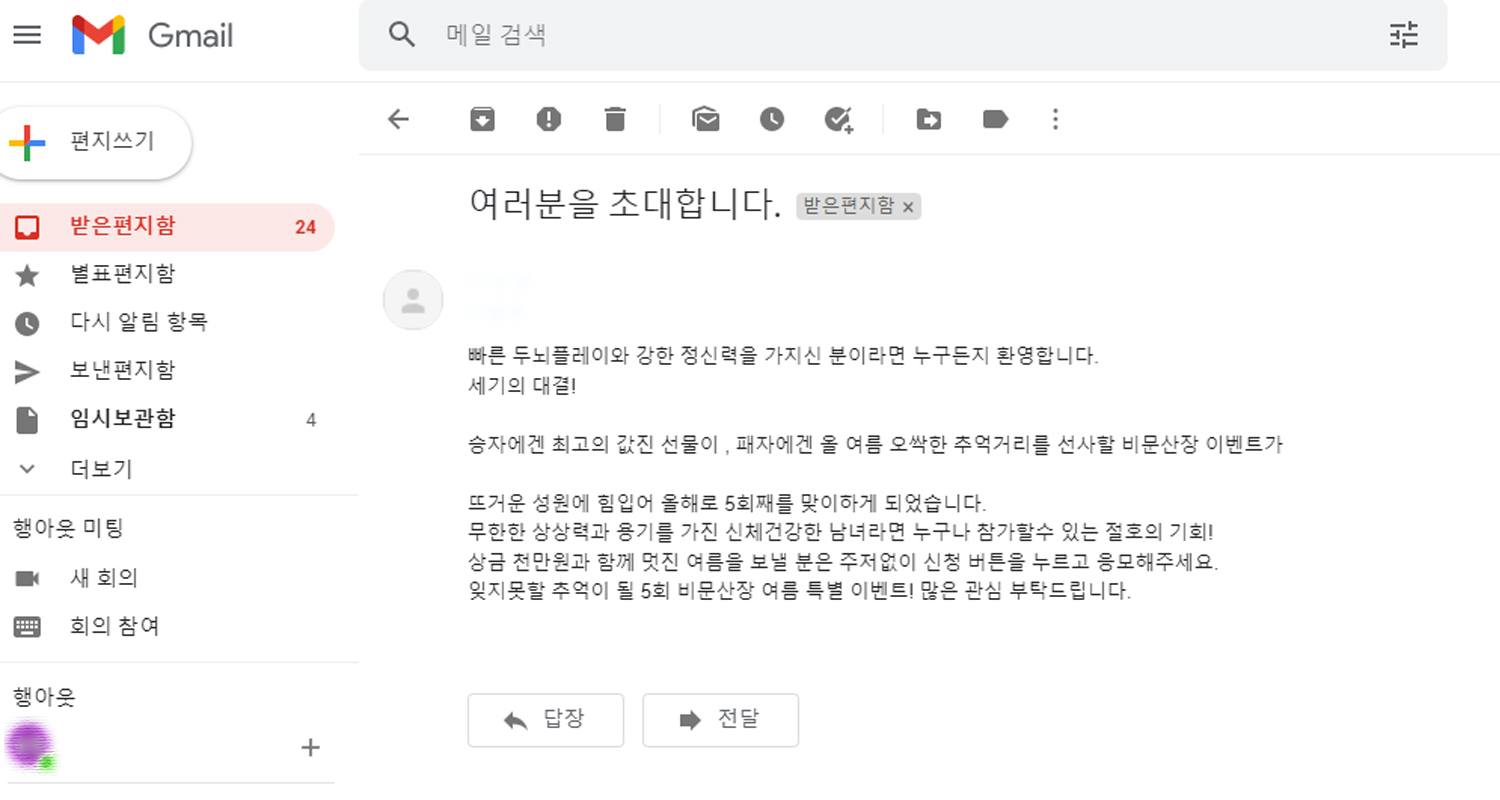 Gmail
메일 검색
편지쓰기
받은편지함 24
별표편지함
다시 알림 항목
보낸편지함
임시보관함 4
더보기
행아웃 미팅
새 회의
회의 참여
행아웃
여러분을 초대합니다. 받은편지함 x
빠른 두뇌플레이와 강한 정신력을 가지신 분이라면 누구든지 환영합니다.
세기의 대결!
승자에겐 최고의 값진 선물이 , 패자에겐 올 여름 오싹한 추억거리를 선사할 비문산장 이벤트가
뜨거운 성원에 힘입어 올해로 5회째를 맞이하게 되었습니다.
무한한 상상력과 용기를 가진 신체건강한 남녀라면 누구나 참가할수 있는 절호의 기회!
상금 천만원과 함께 멋진 여름을 보낼 분은 주저없이 신청 버튼을 누르고 응모해주세요.
잊지못할 추억이 될 5회 비문산장 여름 특별 이벤트! 많은 관심 부탁드립니다.
답장
전달